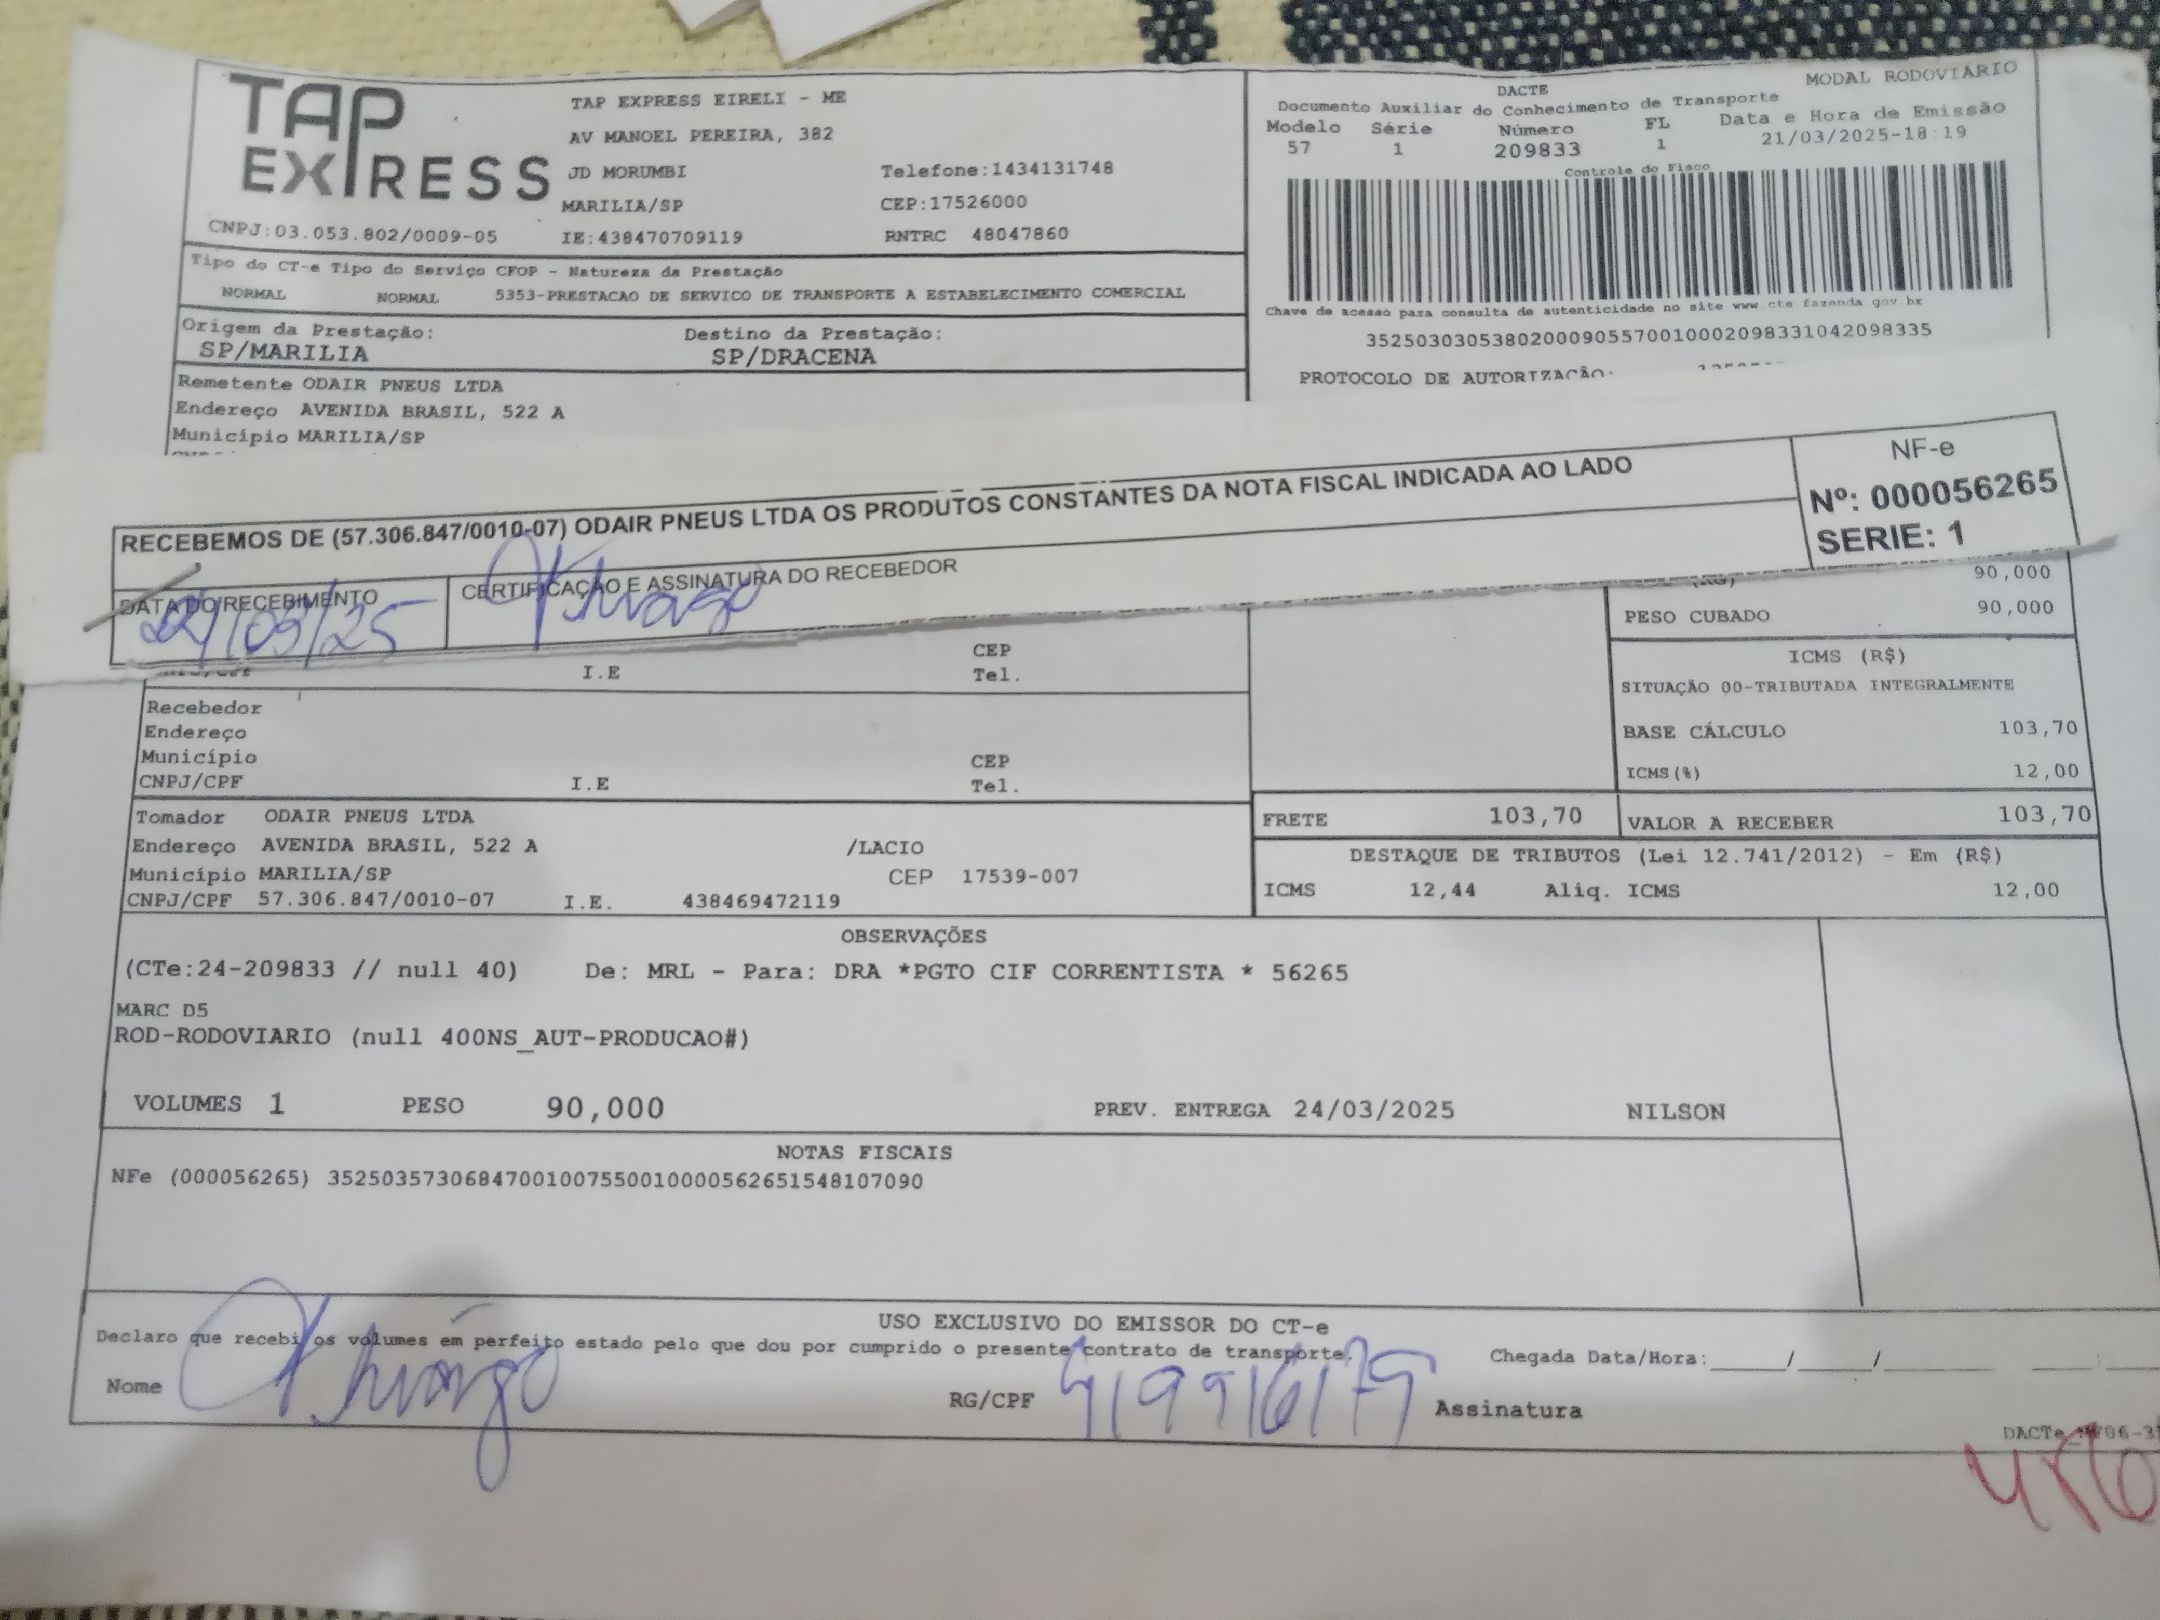 TAP EXPRESS
TAP EXPRESS EIRELI - ME
AV MANOEL PEREIRA, 382
JD MORUMBI Telefone:1434131748
MARILIA/SP CEP:17526000
CNPJ:03.053.802/0009-05 IE:438470709119 RNTRC 48047860
DACTE MODAL RODOVIÁRIO
Documento Auxiliar do Conhecimento de Transporte
Modelo Série Número FL Data e Hora de Emissão
57 1 209833 1 21/03/2025-18:19
Controle do Fisco
Chave de acesso para consulta de autenticidade no site www.cte.fazenda.gov.br
35250303053802000905570010002098331042098335
PROTOCOLO DE AUTORIZAÇÃO:
Tipo do CT-e Tipo do Serviço CFOP - Natureza da Prestação
NORMAL NORMAL 5353-PRESTACAO DE SERVICO DE TRANSPORTE A ESTABELECIMENTO COMERCIAL
Origem da Prestação: Destino da Prestação:
SP/MARILIA SP/DRACENA
Remetente ODAIR PNEUS LTDA
Endereço AVENIDA BRASIL, 522 A
Município MARILIA/SP
RECEBEMOS DE (57.306.847/0010-07) ODAIR PNEUS LTDA OS PRODUTOS CONSTANTES DA NOTA FISCAL INDICADA AO LADO
NF-e
Nº: 000056265
SERIE: 1
DATA DO RECEBIMENTO CERTIFICAÇÃO E ASSINATURA DO RECEBEDOR
24/03/25 Thiago
90,000
PESO CUBADO 90,000
ICMS (R$)
SITUAÇÃO 00-TRIBUTADA INTEGRALMENTE
BASE CÁLCULO 103,70
ICMS(%) 12,00
I.E CEP
Tel.
Recebedor
Endereço
Município CEP
CNPJ/CPF I.E Tel.
Tomador ODAIR PNEUS LTDA
Endereço AVENIDA BRASIL, 522 A /LACIO
Município MARILIA/SP CEP 17539-007
CNPJ/CPF 57.306.847/0010-07 I.E. 438469472119
FRETE 103,70 VALOR A RECEBER 103,70
DESTAQUE DE TRIBUTOS (Lei 12.741/2012) - Em (R$)
ICMS 12,44 Aliq. ICMS 12,00
OBSERVAÇÕES
(CTe:24-209833 // null 40) De: MRL - Para: DRA *PGTO CIF CORRENTISTA * 56265
MARC D5
ROD-RODOVIARIO (null 400NS_AUT-PRODUCAO#)
VOLUMES 1 PESO 90,000 PREV. ENTREGA 24/03/2025 NILSON
NOTAS FISCAIS
NFe (000056265) 35250357306847001007550010000562651548107090
USO EXCLUSIVO DO EMISSOR DO CT-e
Declaro que recebi os volumes em perfeito estado pelo que dou por cumprido o presente contrato de transporte.
Chegada Data/Hora:_____/_____/_______ ____:____
Nome Thiago RG/CPF 419916179 Assinatura